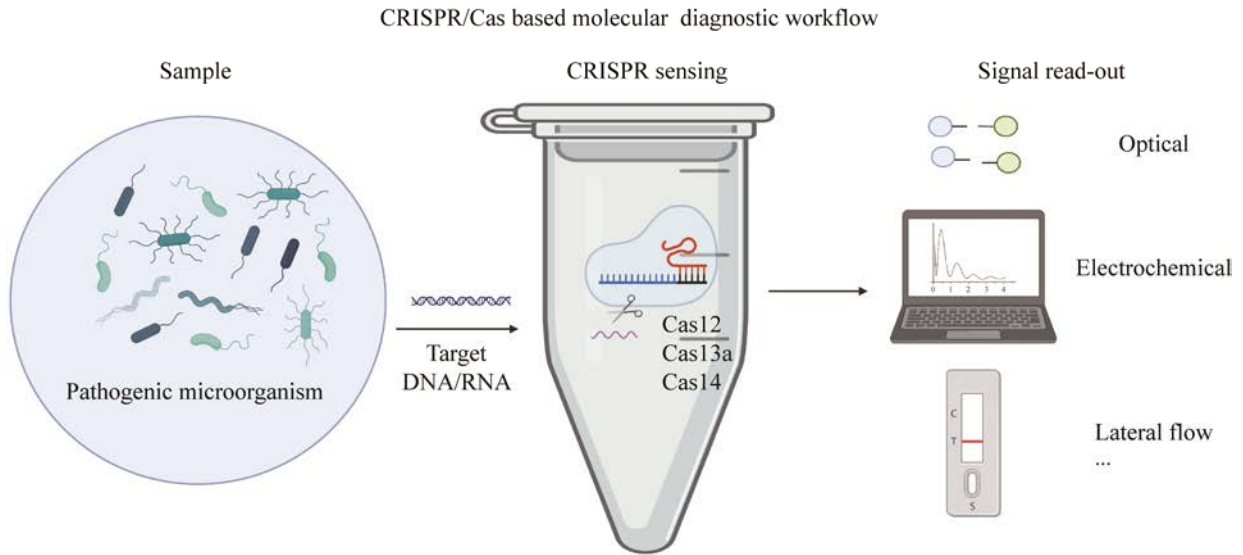 CRISPR/Cas based molecular diagnostic workflow
Sample
CRISPR sensing
Signal read-out
Pathogenic microorganism
Target
DNA/RNA
Cas12
Cas13a
Cas14
Optical
Electrochemical
0 1 2 3 4
C
T
S
Lateral flow
...